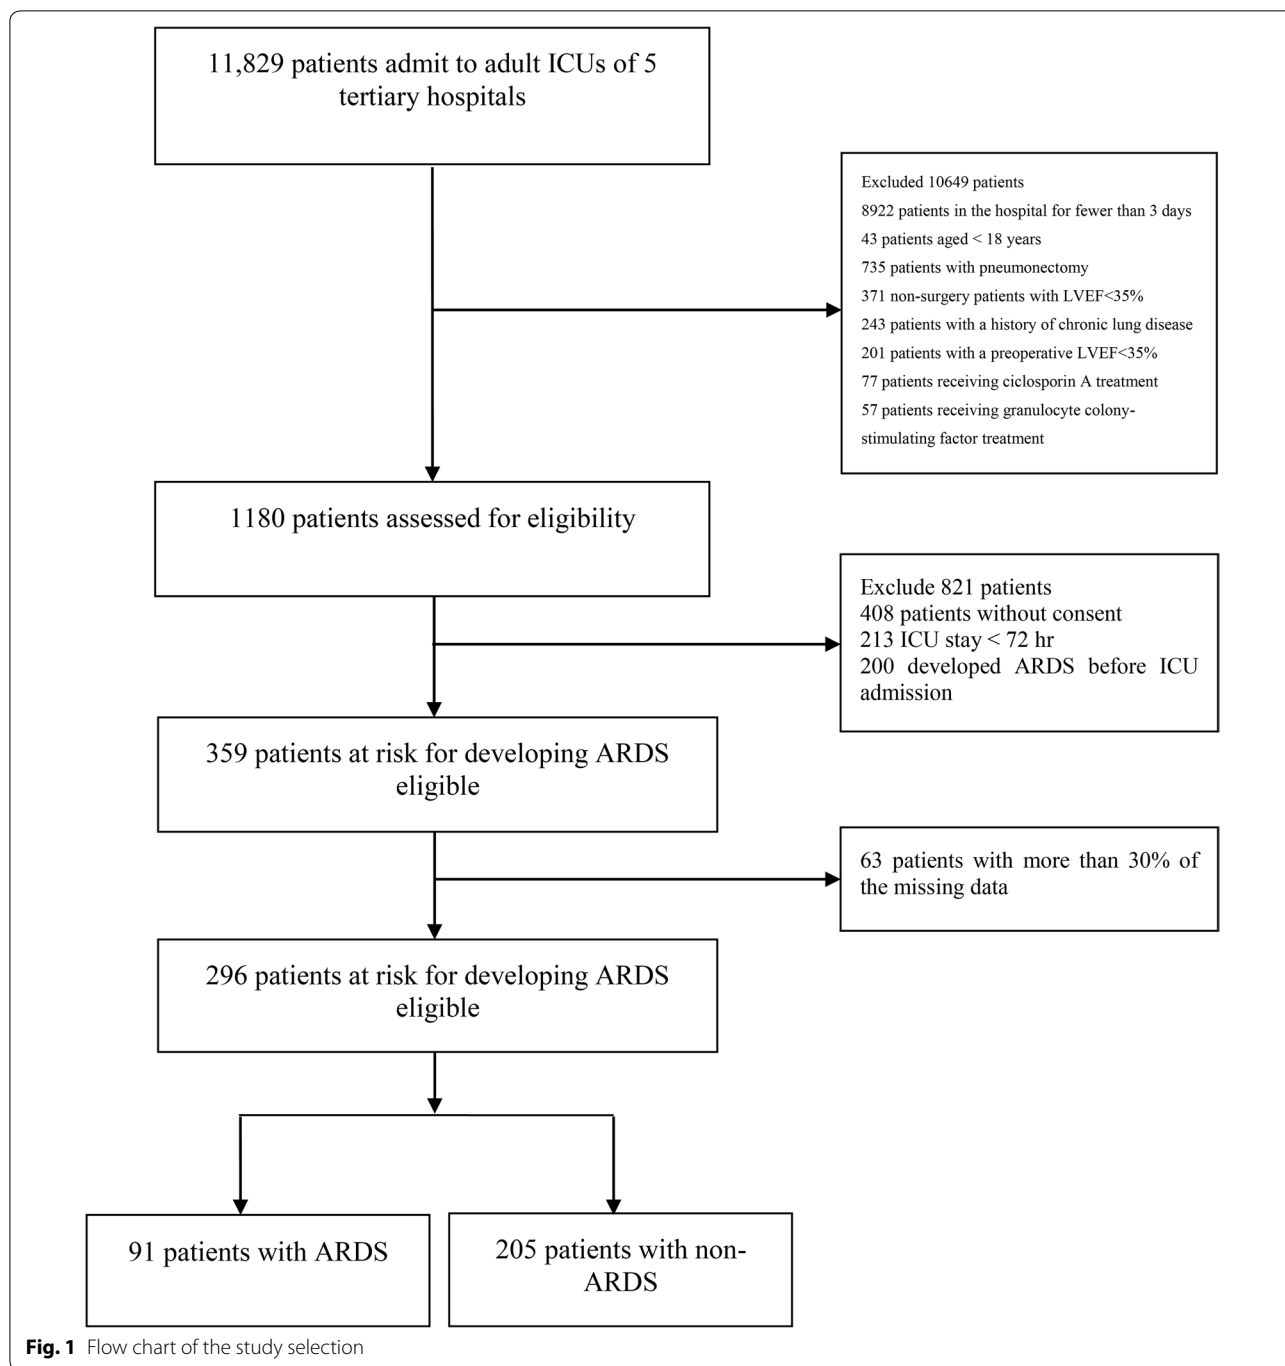 11,829 patients admit to adult ICUs of 5
tertiary hospitals
Excluded 10649 patients
8922 patients in the hospital for fewer than 3 days
43 patients aged < 18 years
735 patients with pneumonectomy
371 non-surgery patients with LVEF<35%
243 patients with a history of chronic lung disease
201 patients with a preoperative LVEF<35%
77 patients receiving ciclosporin A treatment
57 patients receiving granulocyte colony-
stimulating factor treatment
1180 patients assessed for eligibility
Exclude 821 patients
408 patients without consent
213 ICU stay < 72 hr
200 developed ARDS before ICU
admission
359 patients at risk for developing ARDS
eligible
63 patients with more than 30% of
the missing data
296 patients at risk for developing ARDS
eligible
91 patients with ARDS
205 patients with non-
ARDS
Fig. 1 Flow chart of the study selection